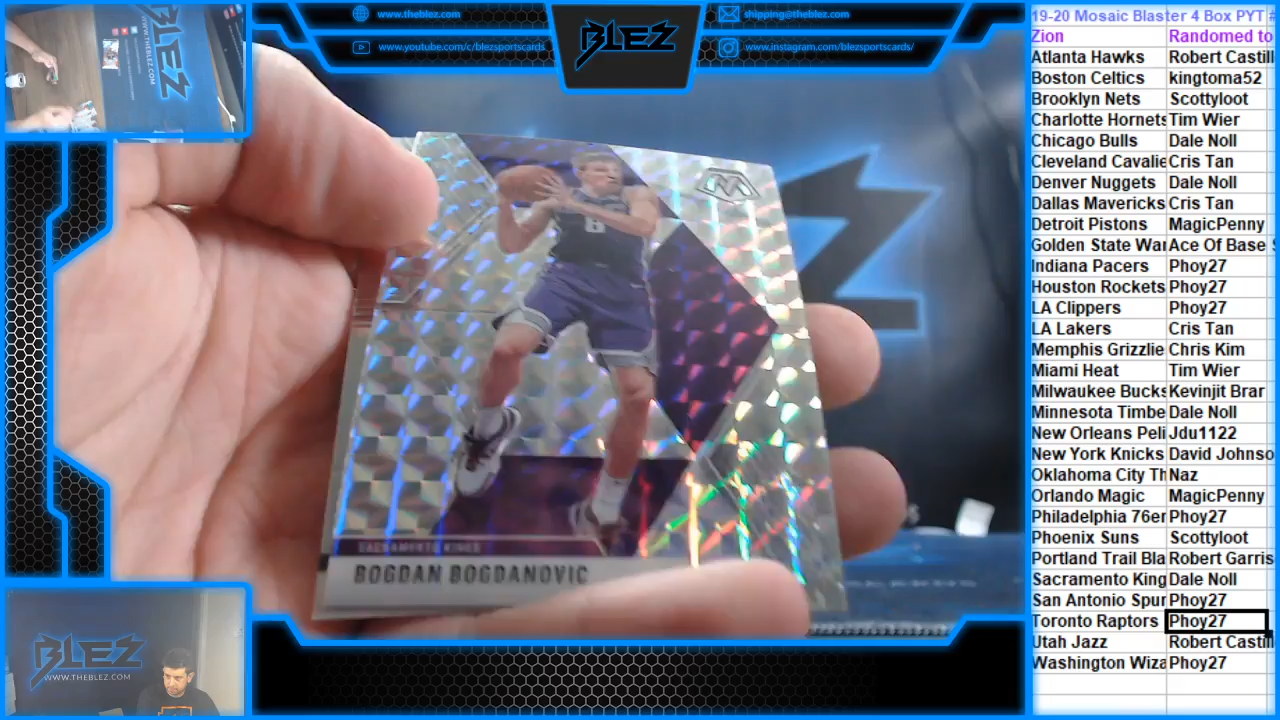 www.theblez.com
shipping@theblez.com
www.youtube.com/c/blezsportscards
www.instagram.com/blezsportscards/
BLEZ
SACRAMENTO KINGS
BOGDAN BOGDANOVIC
8
BLEZ
WWW.THEBLEZ.COM
BLEZ
WWW.THEBLEZ.COM
19-20 Mosaic Blaster 4 Box PYT #
Zion Randomed to
Atlanta Hawks Robert Castill
Boston Celtics kingtoma52
Brooklyn Nets Scottyloot
Charlotte Hornets Tim Wier
Chicago Bulls Dale Noll
Cleveland Cavalie Cris Tan
Denver Nuggets Dale Noll
Dallas Mavericks Cris Tan
Detroit Pistons MagicPenny
Golden State War Ace Of Base S
Indiana Pacers Phoy27
Houston Rockets Phoy27
LA Clippers Phoy27
LA Lakers Cris Tan
Memphis Grizzlie Chris Kim
Miami Heat Tim Wier
Milwaukee Bucks Kevinjit Brar
Minnesota Timbe Dale Noll
New Orleans Peli Jdu1122
New York Knicks David Johnso
Oklahoma City Th Naz
Orlando Magic MagicPenny
Philadelphia 76er Phoy27
Phoenix Suns Scottyloot
Portland Trail Bla Robert Garris
Sacramento King Dale Noll
San Antonio Spur Phoy27
Toronto Raptors Phoy27
Utah Jazz Robert Castill
Washington Wiza Phoy27